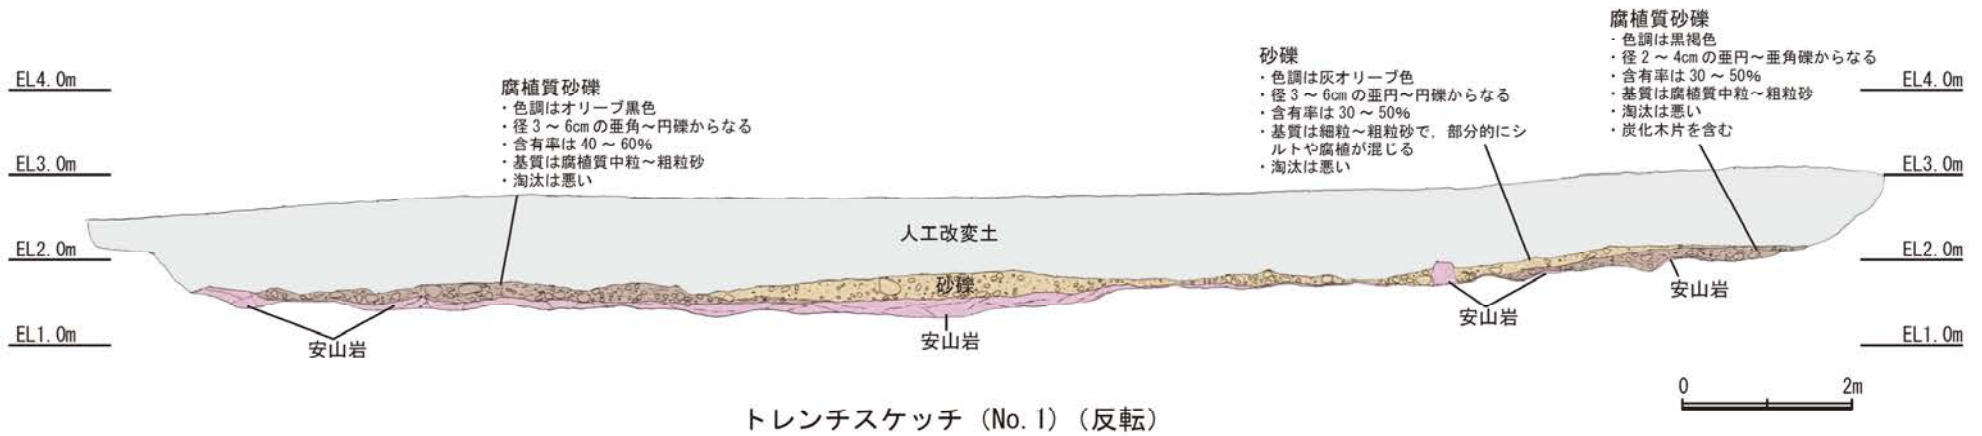 腐植質砂礫
・色調は黒褐色
・径2～4cmの亜円～亜角礫からなる
・含有率は30～50%
・基質は腐植質中粒～粗粒砂
・淘汰は悪い
・炭化木片を含む
砂礫
・色調は灰オリーブ色
・径3～6cmの亜円～円礫からなる
・含有率は30～50%
・基質は細粒～粗粒砂で，部分的にシ
ルトや腐植が混じる
・淘汰は悪い
腐植質砂礫
・色調はオリーブ黒色
・径3～6cmの亜角～円礫からなる
・含有率は40～60%
・基質は腐植質中粒～粗粒砂
・淘汰は悪い
EL4.0m
EL3.0m
EL2.0m
EL1.0m
EL4.0m
EL3.0m
EL2.0m
EL1.0m
人工改変土
砂礫
安山岩
安山岩
安山岩
安山岩
0 2m
トレンチスケッチ（No.1）（反転）